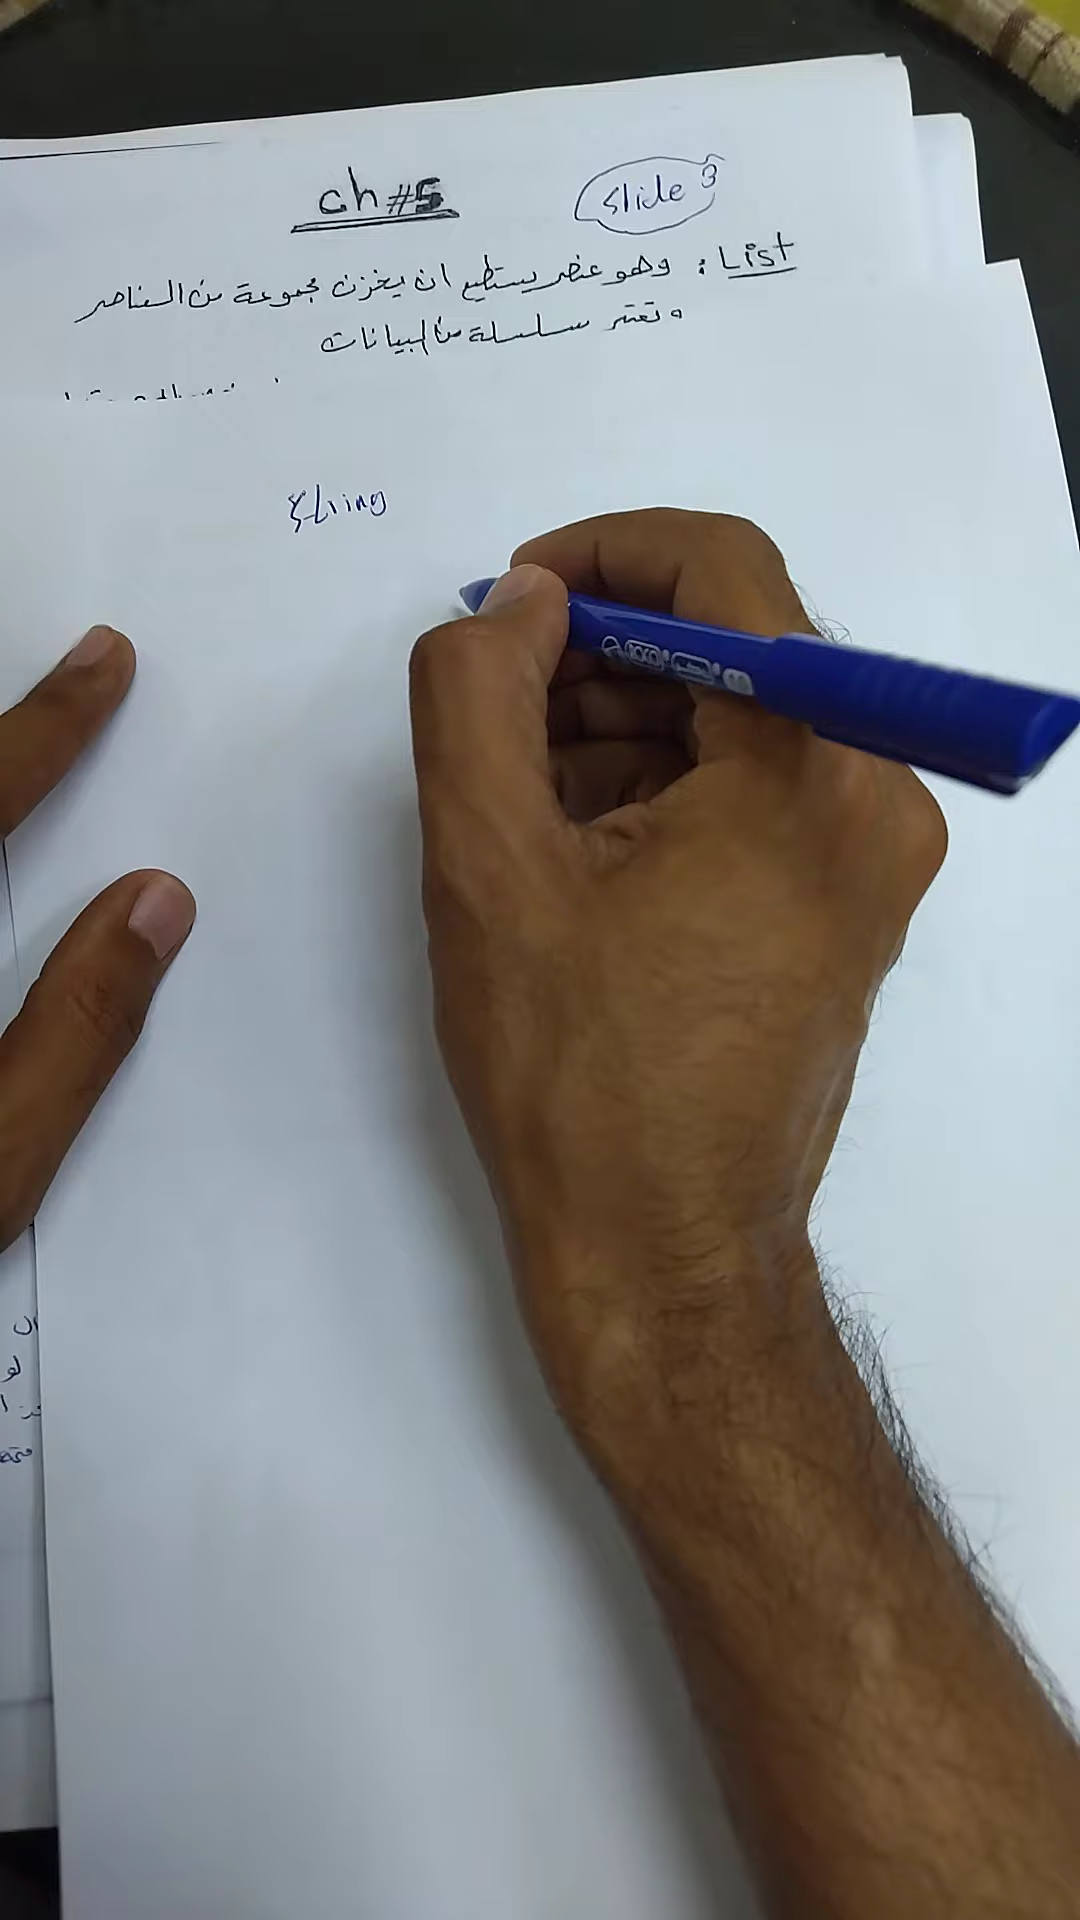 ch#5
slide 3
List : وهو عنصر يستطيع ان يخزن مجموعة من العناصر
وتعتبر سلسلة من البيانات
string